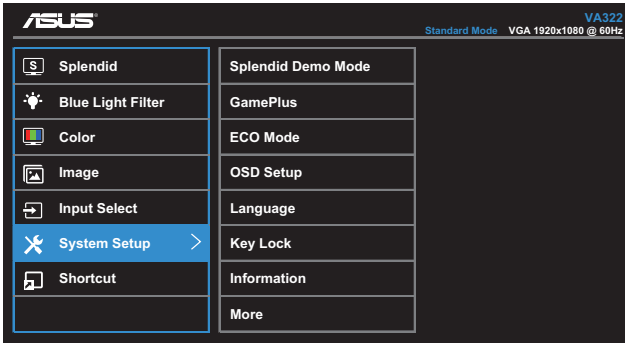 ASUS
VA322
Standard Mode VGA 1920x1080 @ 60Hz
S Splendid
Blue Light Filter
Color
Image
Input Select
System Setup >
Shortcut
Splendid Demo Mode
GamePlus
ECO Mode
OSD Setup
Language
Key Lock
Information
More